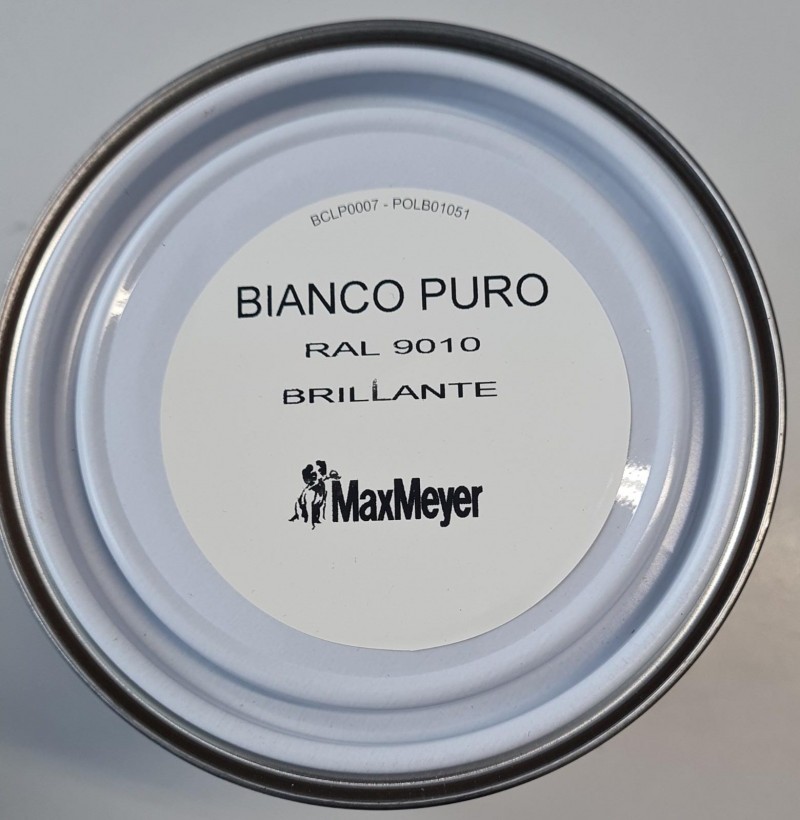 BCLP0007 - POLB01051
BIANCO PURO
RAL 9010
BRILLANTE
MaxMeyer